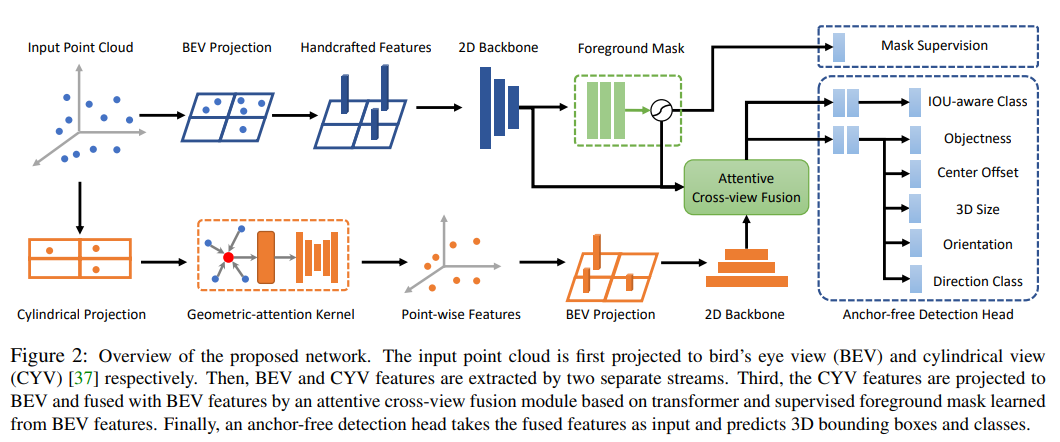 Input Point Cloud
BEV Projection
Handcrafted Features
2D Backbone
Foreground Mask
Mask Supervision
IOU-aware Class
Objectness
Center Offset
3D Size
Orientation
Direction Class
Attentive
Cross-view Fusion
Cylindrical Projection
Geometric-attention Kernel
Point-wise Features
BEV Projection
2D Backbone
Anchor-free Detection Head
Figure 2: Overview of the proposed network. The input point cloud is first projected to bird's eye view (BEV) and cylindrical view
(CYV) [37] respectively. Then, BEV and CYV features are extracted by two separate streams. Third, the CYV features are projected to
BEV and fused with BEV features by an attentive cross-view fusion module based on transformer and supervised foreground mask learned
from BEV features. Finally, an anchor-free detection head takes the fused features as input and predicts 3D bounding boxes and classes.